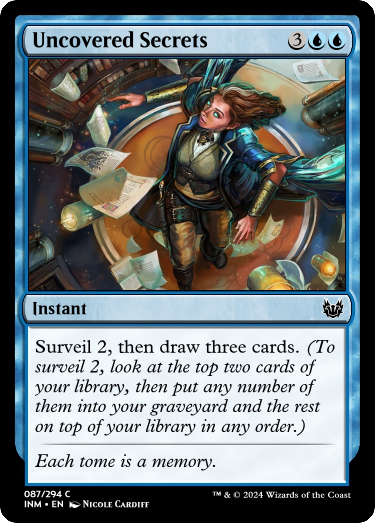 Uncovered Secrets 3
Instant
Surveil 2, then draw three cards. (To
surveil 2, look at the top two cards of
your library, then put any number of
them into your graveyard and the rest
on top of your library in any order.)
Each tome is a memory.
087/294 C
INM • EN Nicole Cardiff
™ & © 2024 Wizards of the Coast